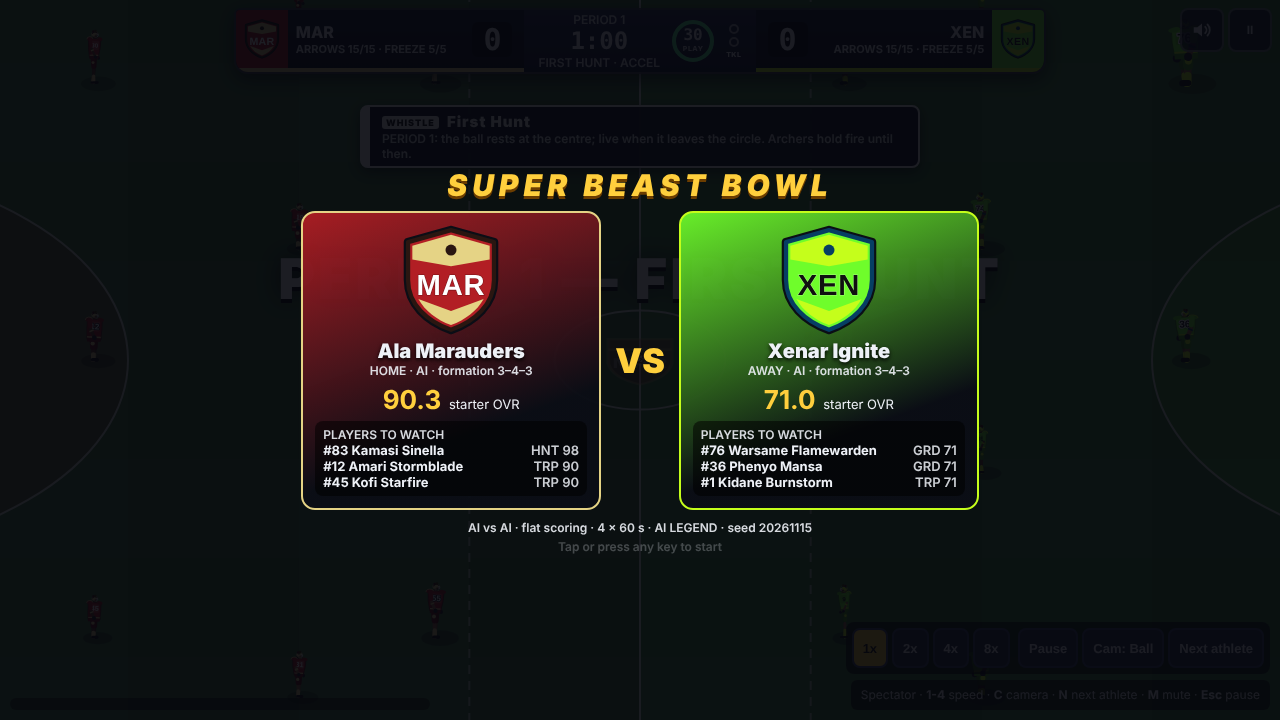 MAR
MAR
ARROWS 15/15 · FREEZE 5/5
0
PERIOD 1
1:00
FIRST HUNT · ACCEL
30
PLAY
TKL
0
XEN
ARROWS 15/15 · FREEZE 5/5
XEN
WHISTLE First Hunt
PERIOD 1: the ball rests at the centre; live when it leaves the circle. Archers hold fire until
then.
SUPER BEAST BOWL
MAR
Ala Marauders
HOME · AI · formation 3–4–3
90.3 starter OVR
PLAYERS TO WATCH
#83 Kamasi Sinella HNT 98
#12 Amari Stormblade TRP 90
#45 Kofi Starfire TRP 90
VS
XEN
Xenar Ignite
AWAY · AI · formation 3–4–3
71.0 starter OVR
PLAYERS TO WATCH
#76 Warsame Flamewarden GRD 71
#36 Phenyo Mansa GRD 71
#1 Kidane Burnstorm TRP 71
AI vs AI · flat scoring · 4 × 60 s · AI LEGEND · seed 20261115
Tap or press any key to start
1x 2x 4x 8x Pause Cam: Ball Next athlete
Spectator · 1-4 speed · C camera · N next athlete · M mute · Esc pause